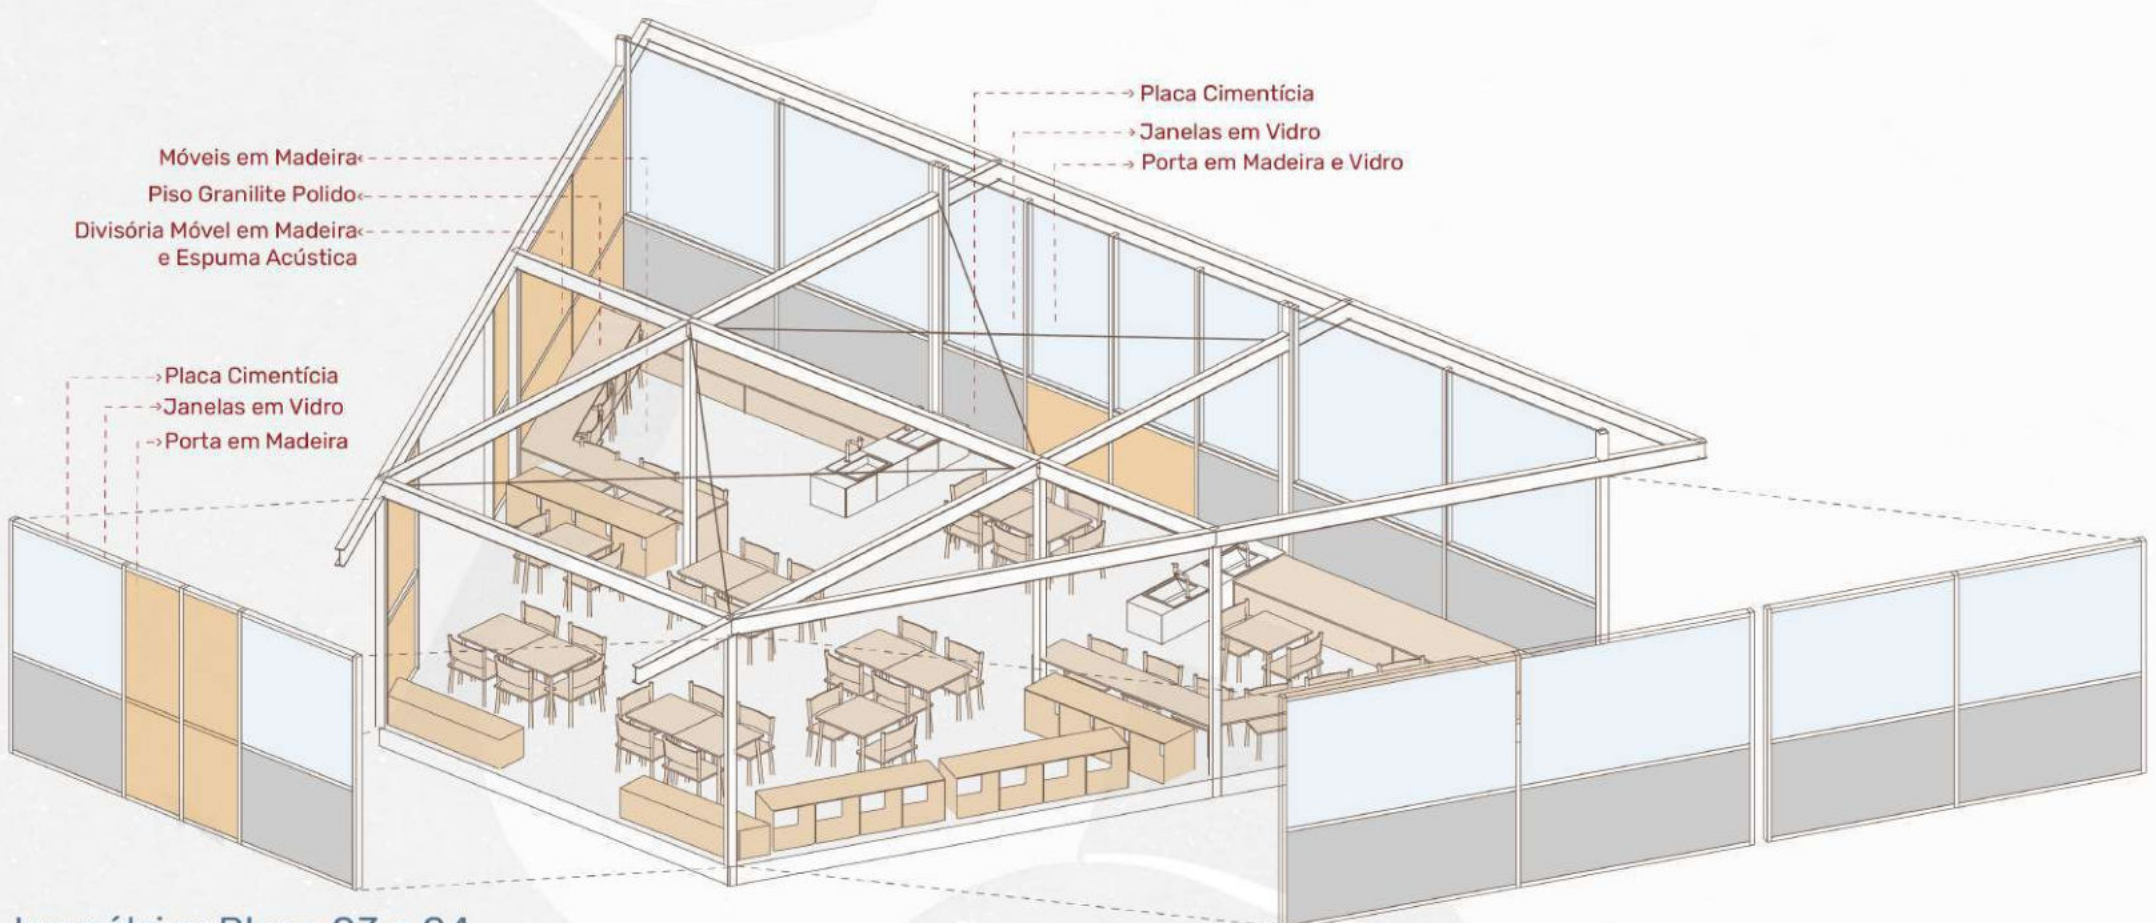 Placa Cimentícia
Janelas em Vidro
Porta em Madeira e Vidro
Móveis em Madeira
Piso Granilite Polido
Divisória Móvel em Madeira
e Espuma Acústica
Placa Cimentícia
Janelas em Vidro
Porta em Madeira